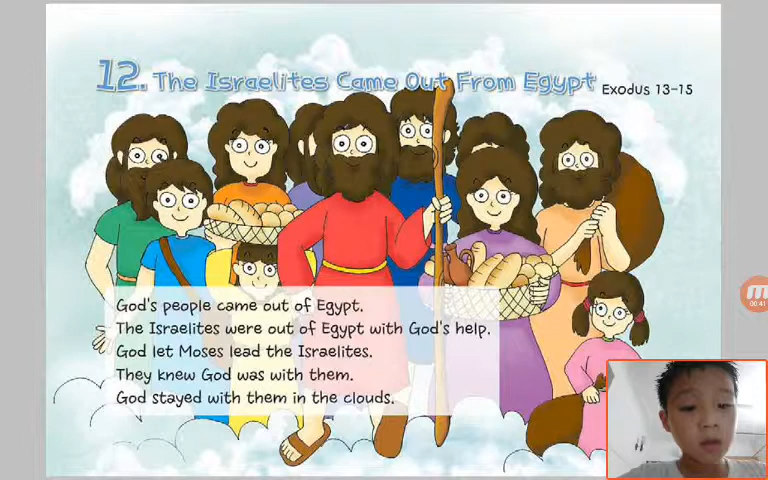 12. The Israelites Came Out From Egypt Exodus 13-15
God's people came out of Egypt.
The Israelites were out of Egypt with God's help.
God let Moses lead the Israelites.
They knew God was with them.
God stayed with them in the clouds.
00:41